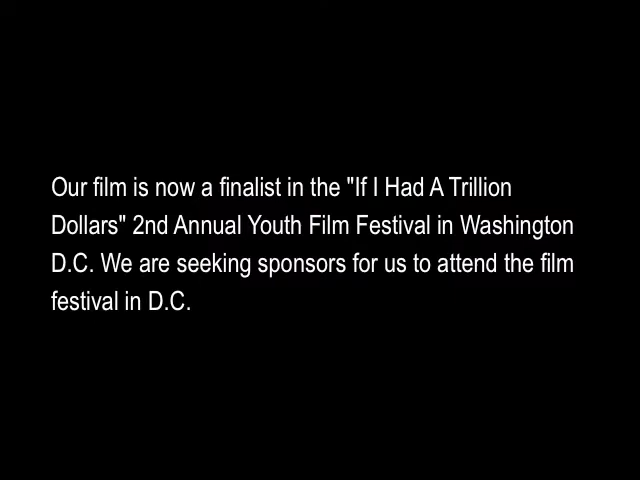 Our film is now a finalist in the "If I Had A Trillion
Dollars" 2nd Annual Youth Film Festival in Washington
D.C. We are seeking sponsors for us to attend the film
festival in D.C.